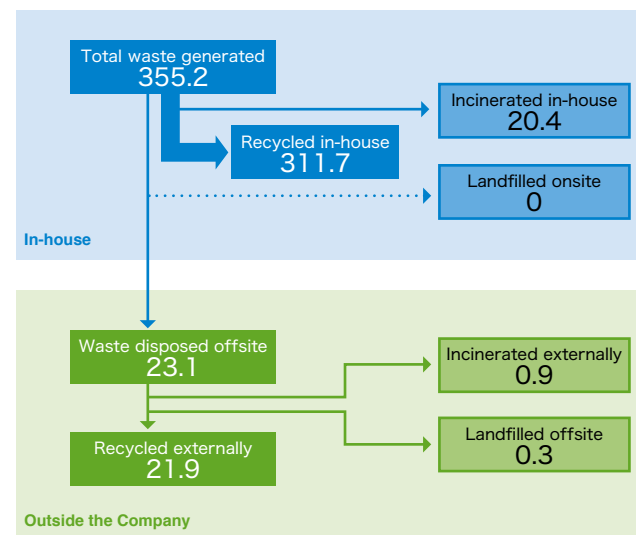 Total waste generated
355.2
Incinerated in-house
20.4
Recycled in-house
311.7
Landfilled onsite
0
In-house
Waste disposed offsite
23.1
Incinerated externally
0.9
Recycled externally
21.9
Landfilled offsite
0.3
Outside the Company